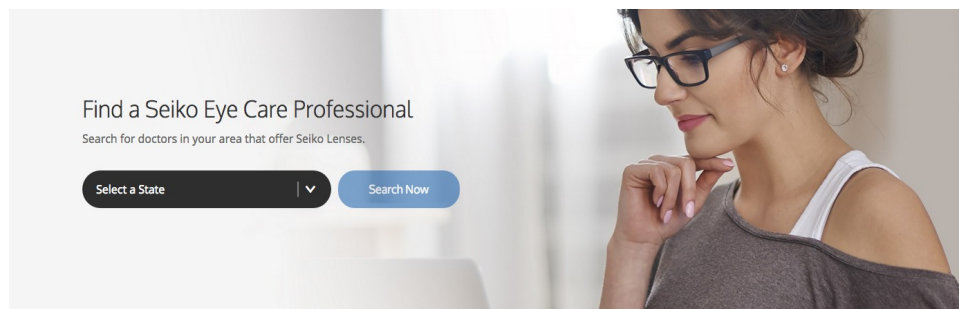 Find a Seiko Eye Care Professional
Search for doctors in your area that offer Seiko Lenses.
Select a State
Search Now